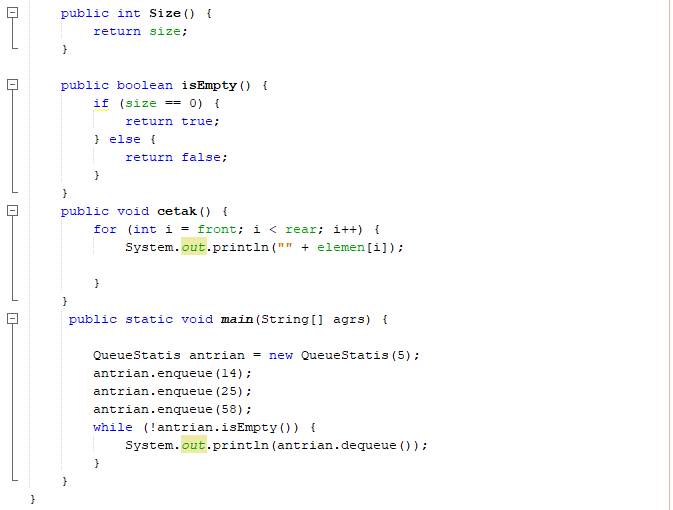 public int Size() {
return size;
}
public boolean isEmpty() {
if (size == 0) {
return true;
} else {
return false;
}
}
public void cetak() {
for (int i = front; i < rear; i++) {
System.out.println("" + elemen[i]);
}
}
public static void main(String[] agrs) {
QueueStatis antrian = new QueueStatis(5);
antrian.enqueue(14);
antrian.enqueue(25);
antrian.enqueue(58);
while (!antrian.isEmpty()) {
System.out.println(antrian.dequeue());
}
}
}